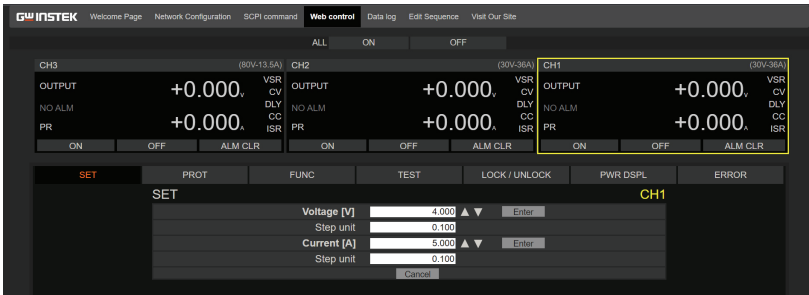 GWINSTEK Welcome Page Network Configuration SCPI command Web control Data log Edit Sequence Visit Our Site
ALL ON OFF
CH3 (80V-13.5A) CH2 (30V-36A) CH1 (30V-36A)
OUTPUT +0.000V VSR CV OUTPUT +0.000V VSR CV OUTPUT +0.000V VSR CV
NO ALM DLY NO ALM DLY NO ALM DLY
PR +0.000A CC ISR PR +0.000A CC ISR PR +0.000A CC ISR
ON OFF ALM CLR ON OFF ALM CLR ON OFF ALM CLR
SET PROT FUNC TEST LOCK / UNLOCK PWR DSPL ERROR
SET CH1
Voltage [V] 4.000 ▲ ▼ Enter
Step unit 0.100
Current [A] 5.000 ▲ ▼ Enter
Step unit 0.100
Cancel